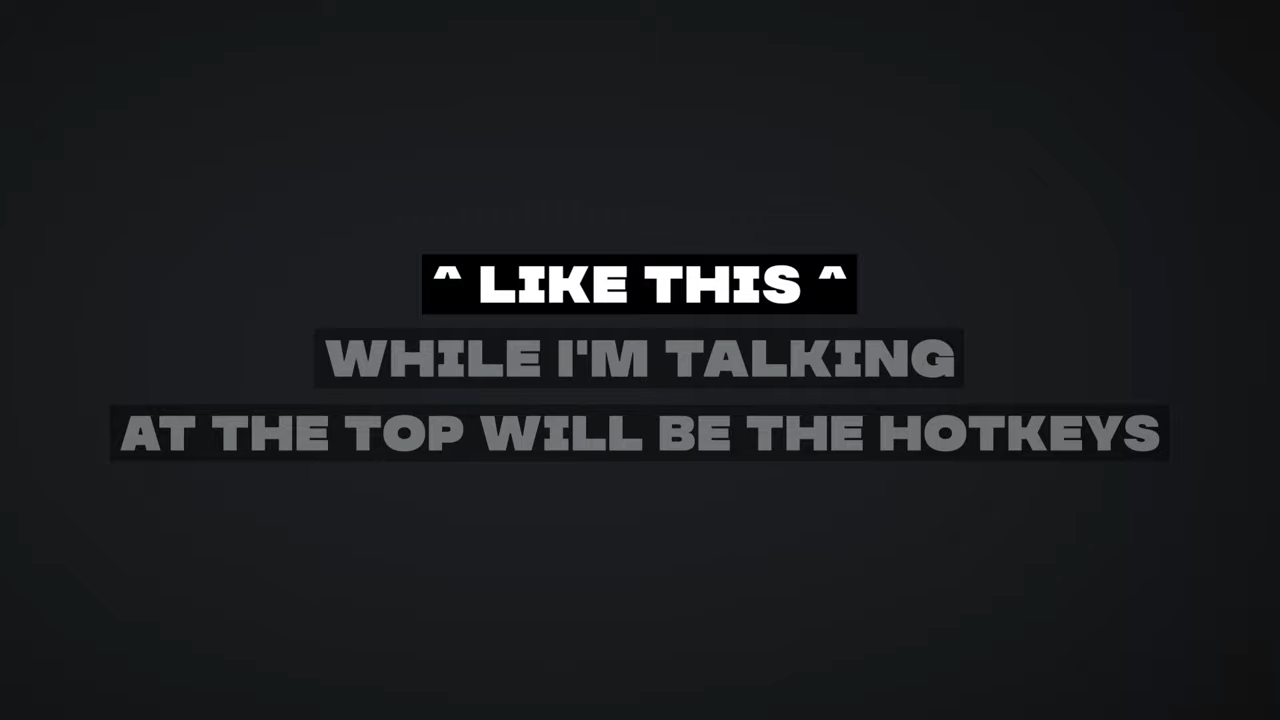 ^ LIKE THIS ^
WHILE I'M TALKING
AT THE TOP WILL BE THE HOTKEYS